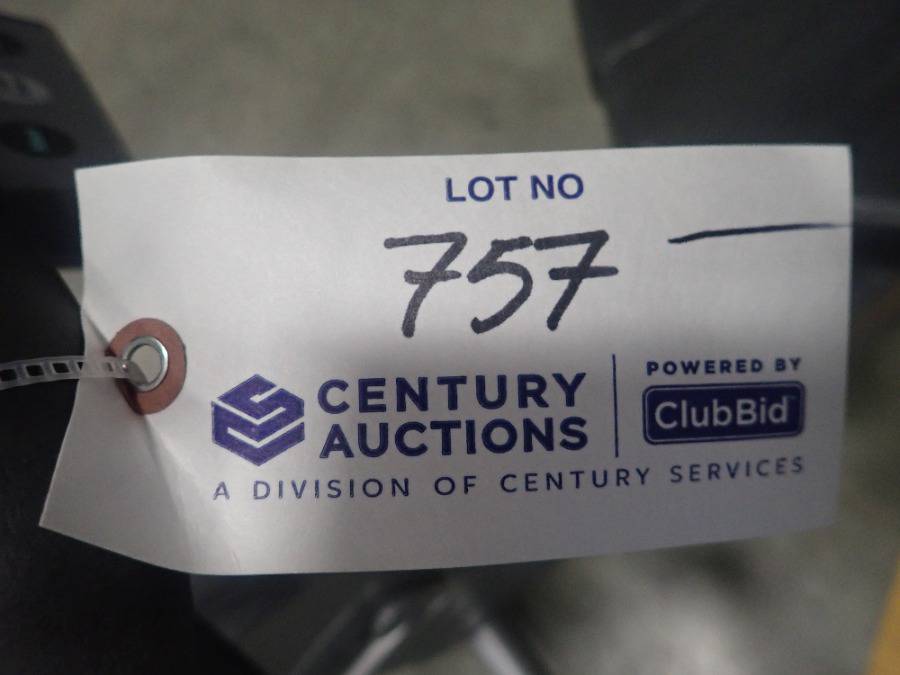 LOT NO
757
CENTURY AUCTIONS
POWERED BY
ClubBid
A DIVISION OF CENTURY SERVICES